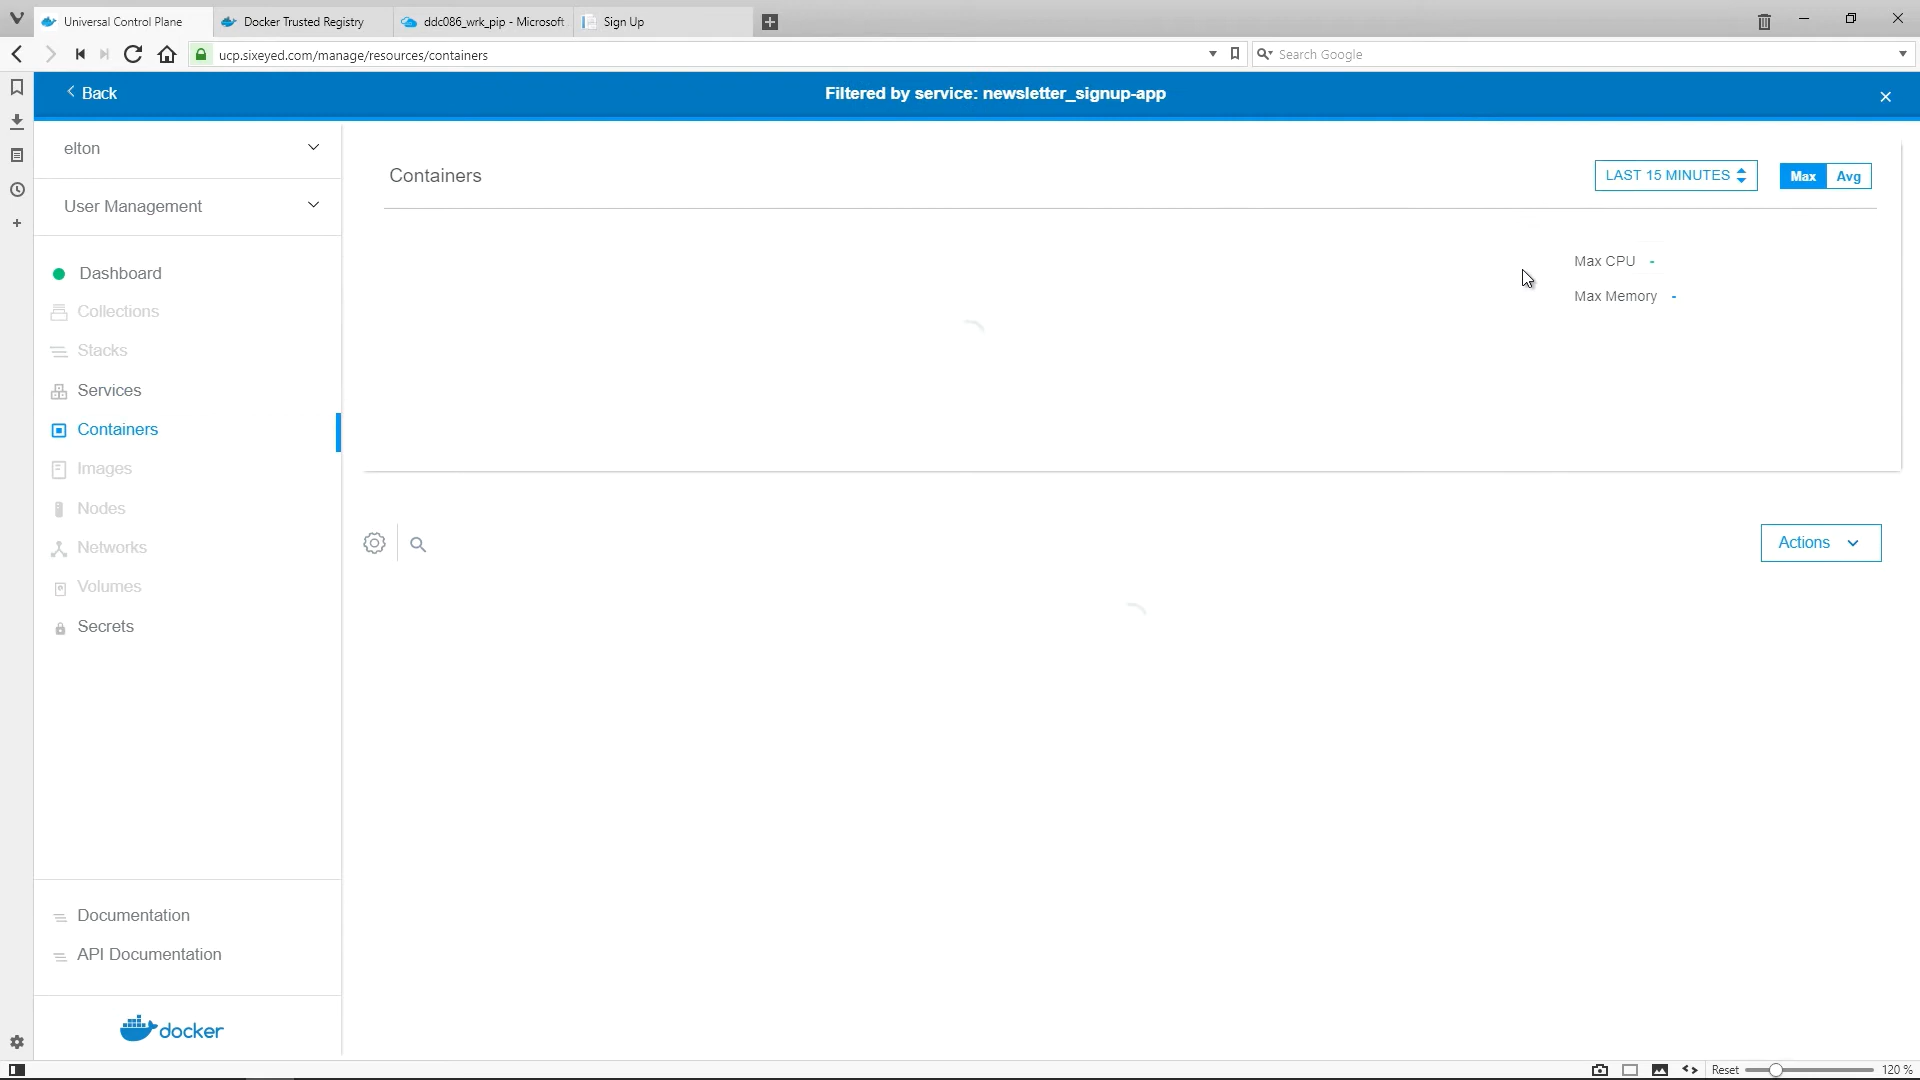 Universal Control Plane
Docker Trusted Registry
ddc086_wrk_pip - Microsoft
Sign Up
ucp.sixeyed.com/manage/resources/containers
Search Google
Back
Filtered by service: newsletter_signup-app
elton
User Management
Dashboard
Collections
Stacks
Services
Containers
Images
Nodes
Networks
Volumes
Secrets
Documentation
API Documentation
docker
Containers
LAST 15 MINUTES
Max
Avg
Max CPU -
Max Memory -
Actions
Reset
120 %